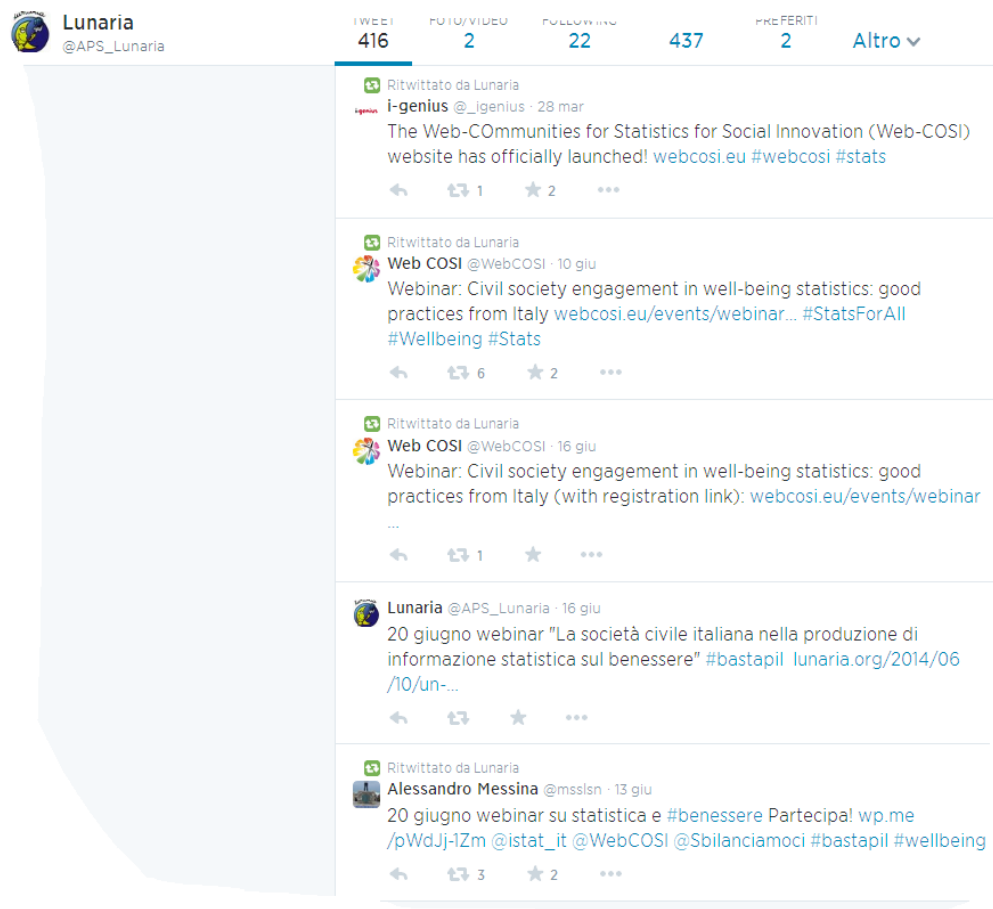 Lunaria
@APS_Lunaria
TWEET FOTO/VIDEO FOLLOWING PREFERITI
416 2 22 437 2 Altro
Ritwittato da Lunaria
i-genius
i-genius @_igenius · 28 mar
The Web-COmmunities for Statistics for Social Innovation (Web-COSI)
website has officially launched! webcosi.eu #webcosi #stats
1 2
Ritwittato da Lunaria
Web COSI @WebCOSI · 10 giu
Webinar: Civil society engagement in well-being statistics: good
practices from Italy webcosi.eu/events/webinar... #StatsForAll
#Wellbeing #Stats
6 2
Ritwittato da Lunaria
Web COSI @WebCOSI · 16 giu
Webinar: Civil society engagement in well-being statistics: good
practices from Italy (with registration link): webcosi.eu/events/webinar
...
1
Lunaria @APS_Lunaria · 16 giu
20 giugno webinar "La società civile italiana nella produzione di
informazione statistica sul benessere" #bastapil lunaria.org/2014/06
/10/un-...
Ritwittato da Lunaria
Alessandro Messina @msslsn · 13 giu
20 giugno webinar su statistica e #benessere Partecipa! wp.me
/pWdJj-1Zm @istat_it @WebCOSI @Sbilanciamoci #bastapil #wellbeing
3 2